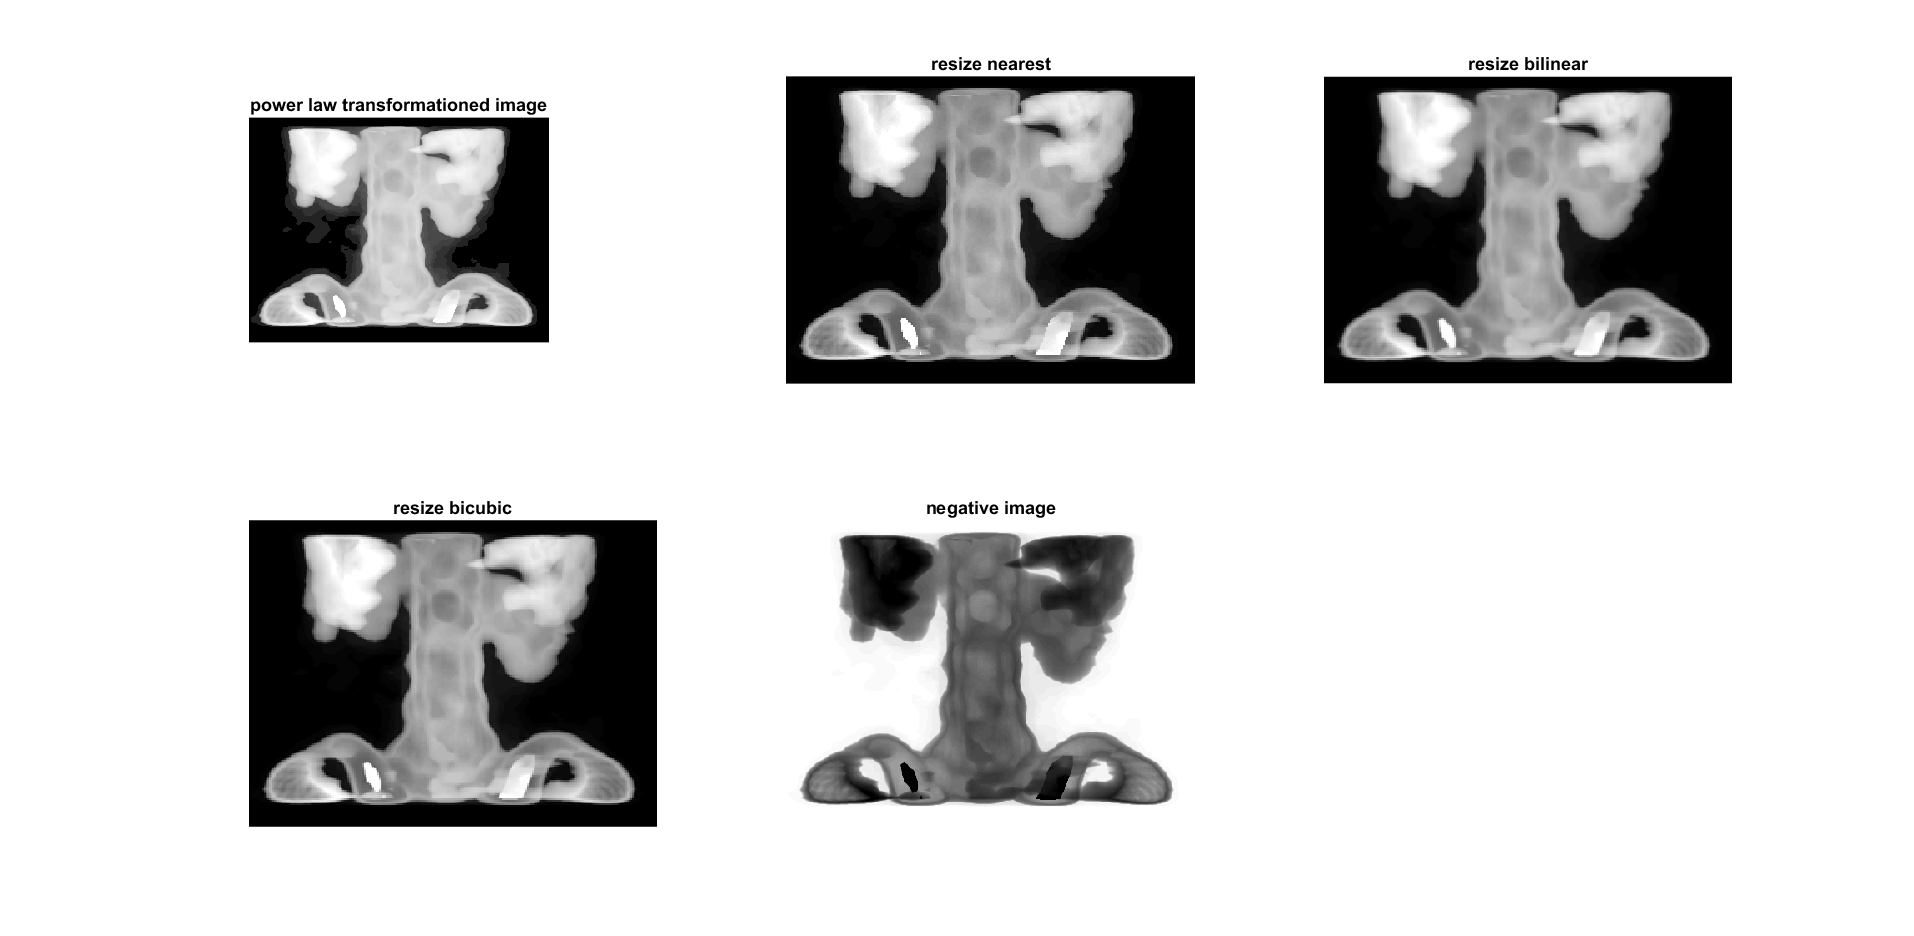 power law transformationed image
resize nearest
resize bilinear
resize bicubic
negative image